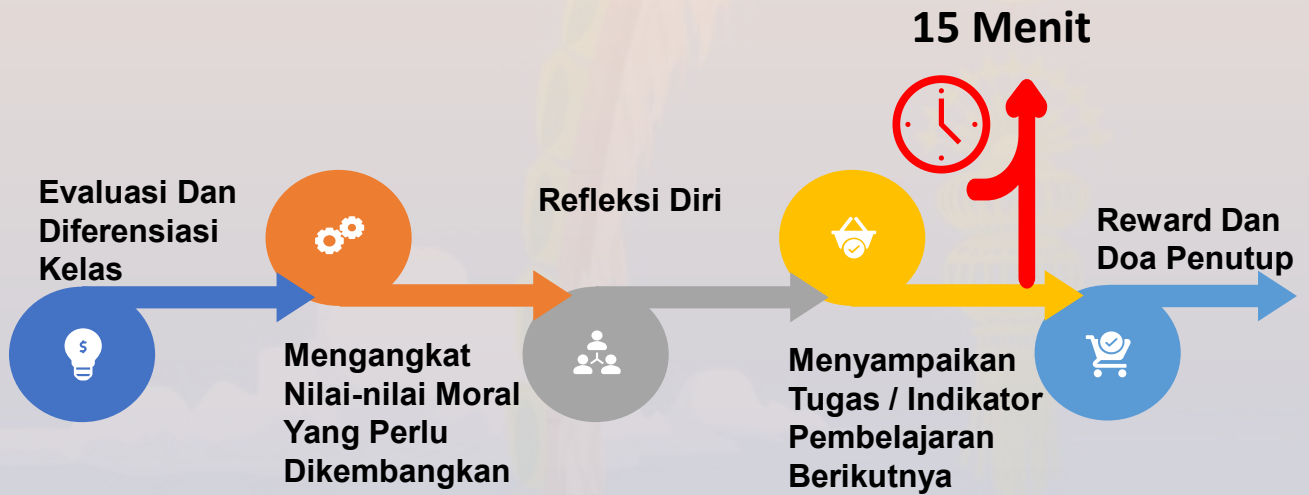 15 Menit
Evaluasi Dan
Diferensiasi
Kelas
$
Mengangkat
Nilai-nilai Moral
Yang Perlu
Dikembangkan
Refleksi Diri
Menyampaikan
Tugas / Indikator
Pembelajaran
Berikutnya
Reward Dan
Doa Penutup